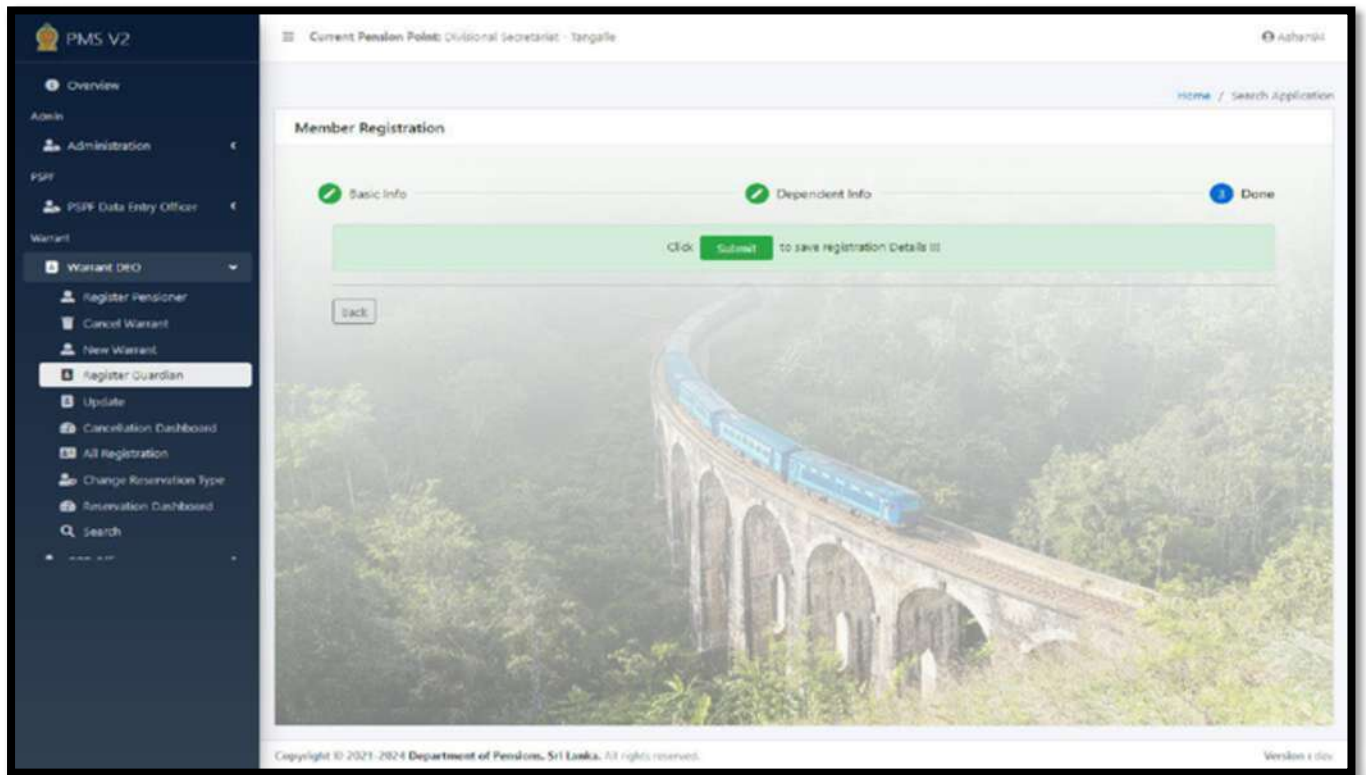 PMS V2
Current Pension Point: Divisional Secretariat - Tangalle
Overview
Home / Search Application
Admin
Member Registration
Administration
PSPF
Basic Info
Dependent Info
3 Done
PSPF Data Entry Officer
Warrant
Click Submit to save registration Details !!!
Warrant DEO
Register Pensioner
Back
Cancel Warrant
New Warrant
Register Guardian
Update
Cancellation Dashboard
All Registration
Change Reservation Type
Reservation Dashboard
Search
Copyright © 2021-2024 Department of Pensions, Sri Lanka. All rights reserved.
Version